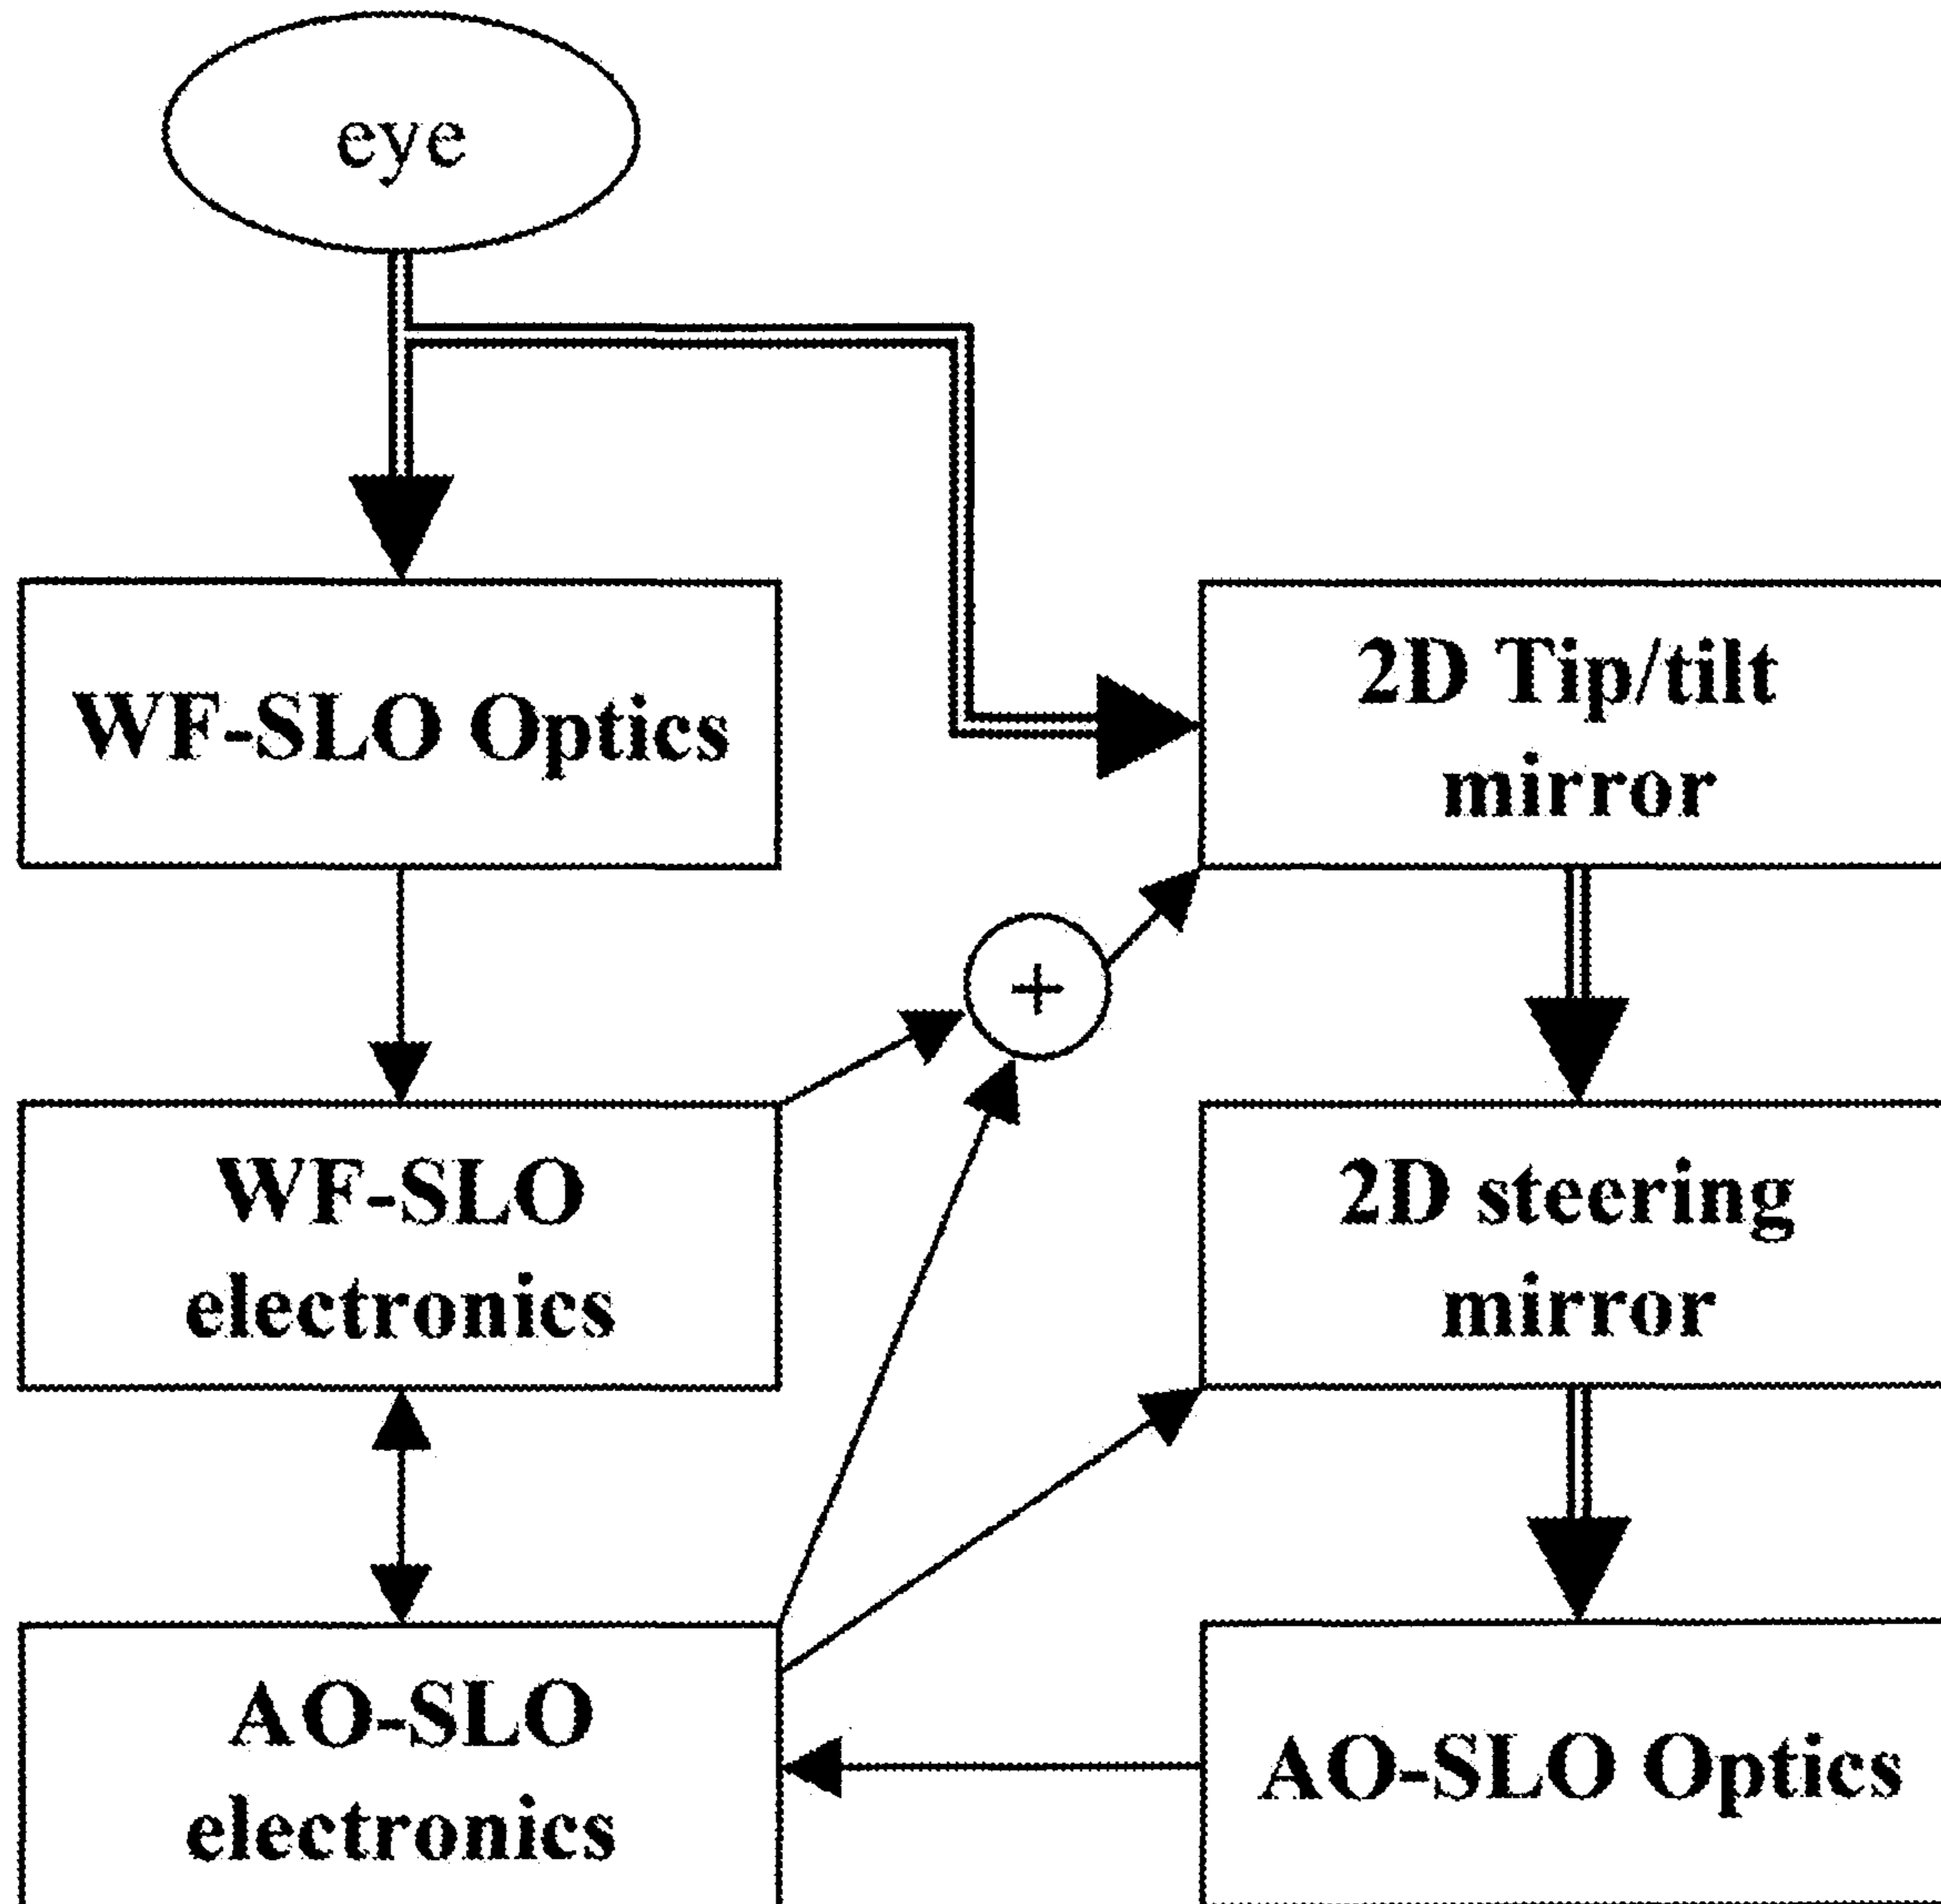 eye
WF-SLO Optics
2D Tip/tilt
mirror
+
WF-SLO
electronics
2D steering
mirror
AO-SLO
electronics
AO-SLO Optics